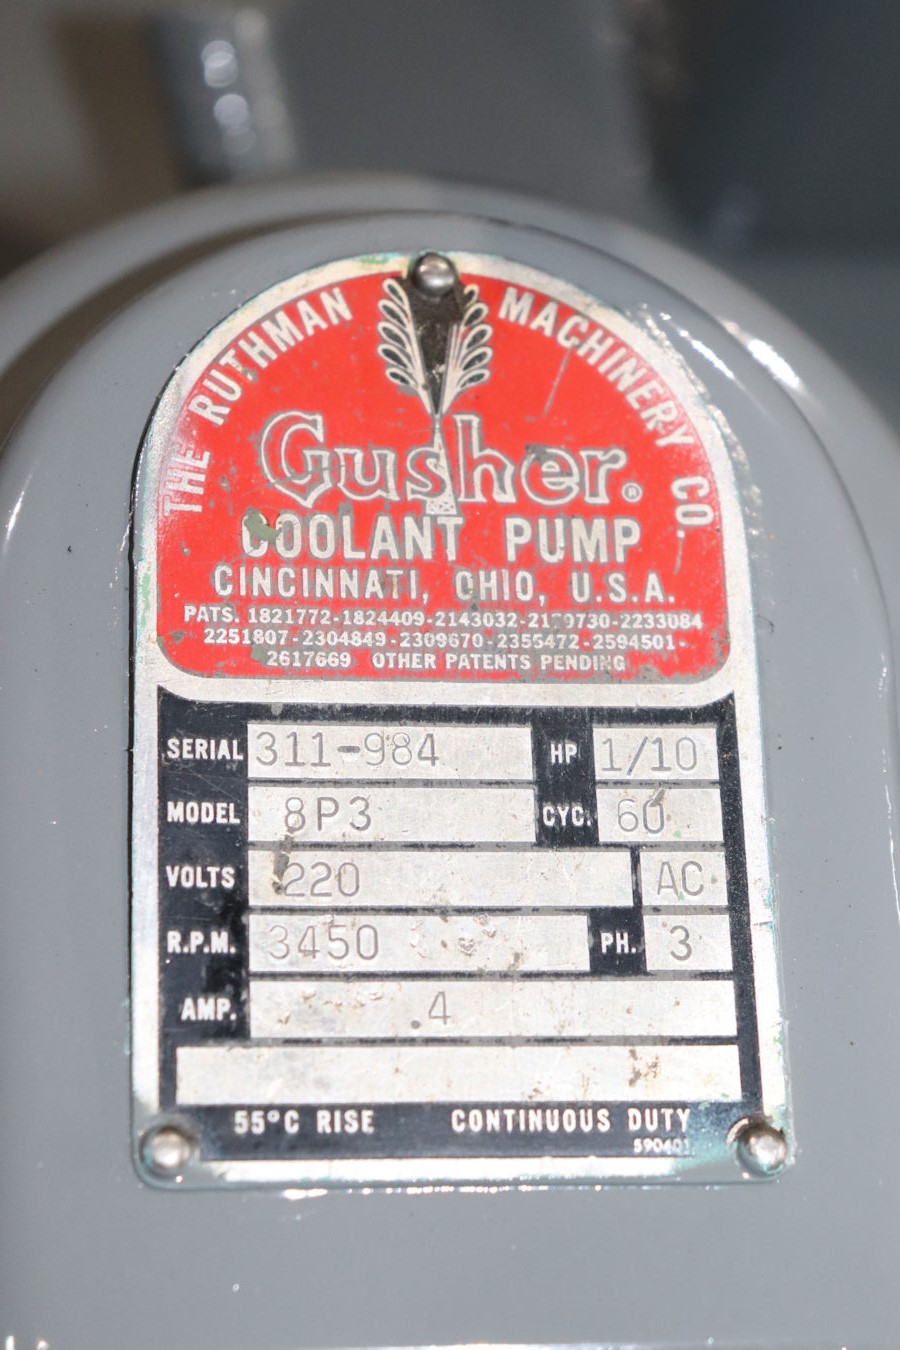 THE RUTHMAN MACHINERY CO.
Gusher®
COOLANT PUMP
CINCINNATI, OHIO, U.S.A.
PATS. 1821772-1824409-2143032- -2233084
2251807-2304849-2309670-2355472-2594501-
2617669 OTHER PATENTS PENDING
SERIAL 311-984 HP 1/10
MODEL 8P3 CYC. 60
VOLTS 220 AC
R.P.M. 3450 PH. 3
AMP. .4
55°C RISE CONTINUOUS DUTY
590401